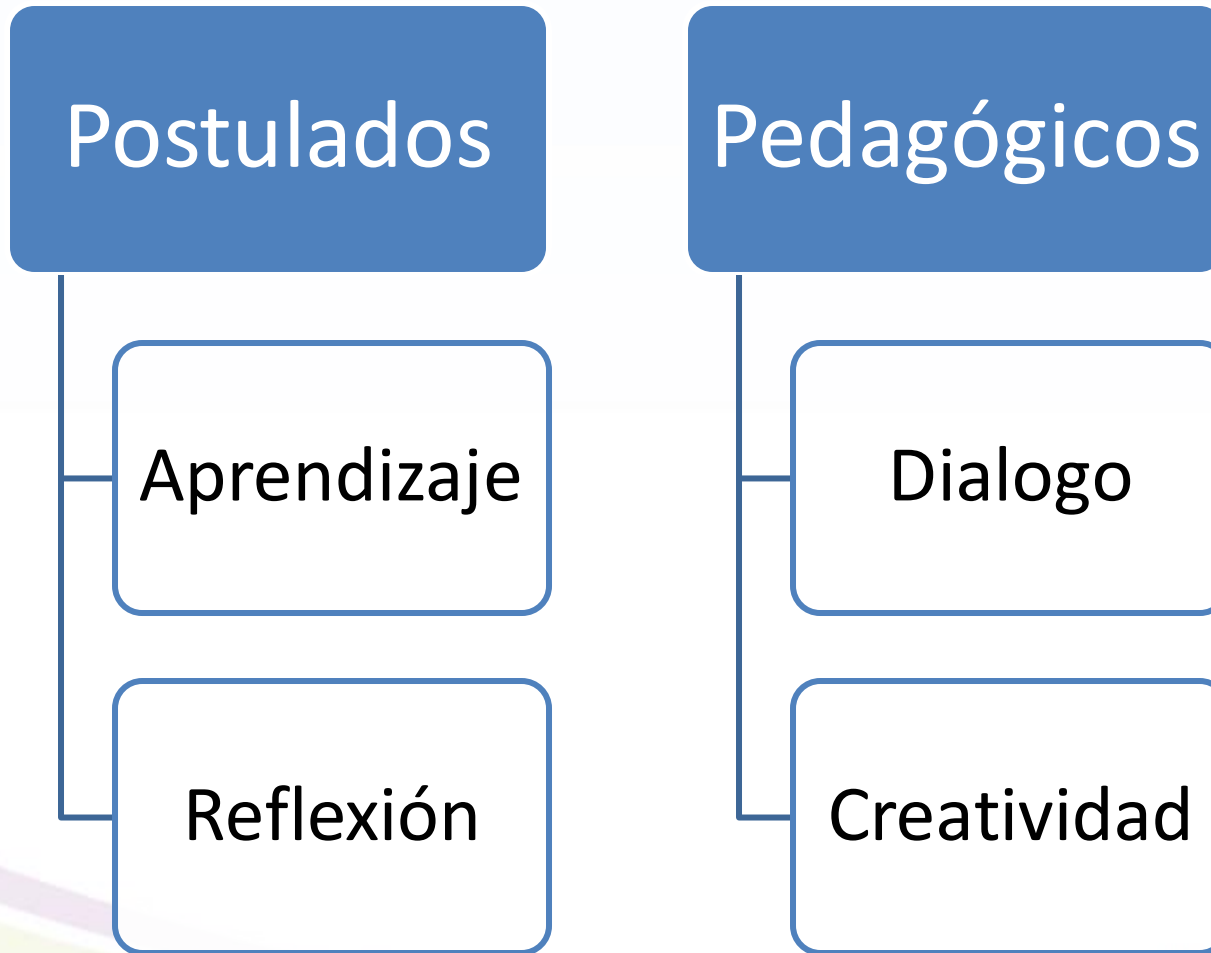 Postulados
Aprendizaje
Reflexión
Pedagógicos
Dialogo
Creatividad